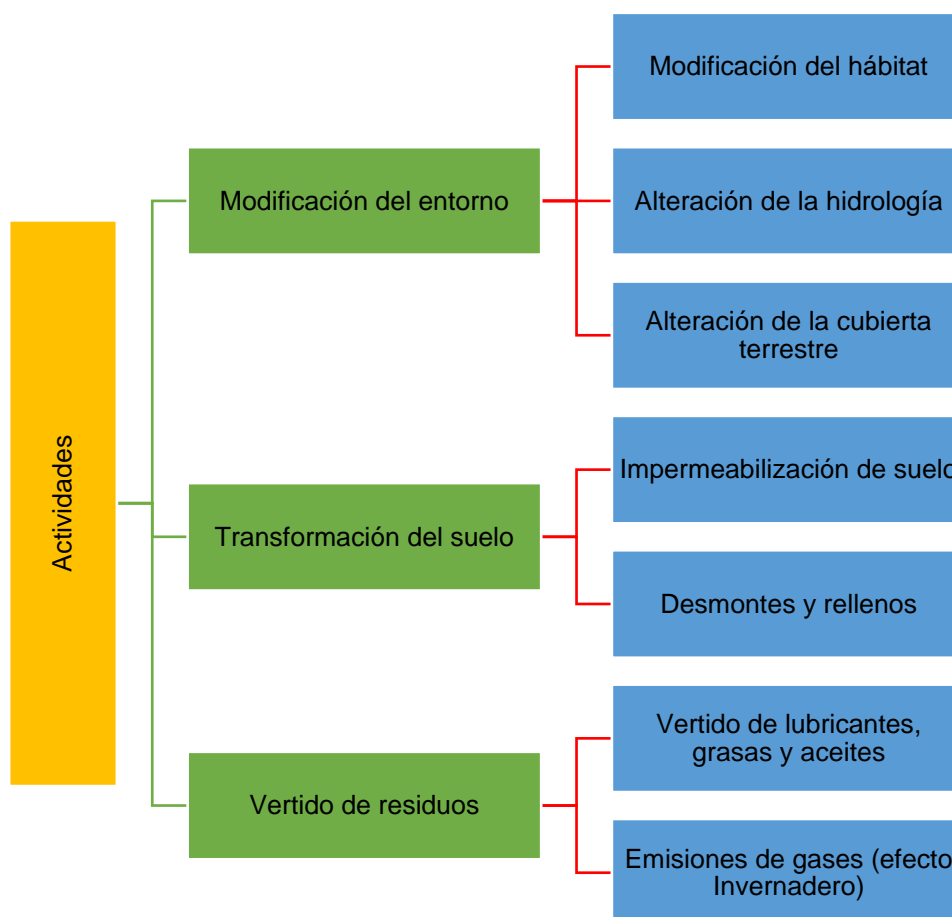 Actividades
Modificación del entorno
Modificación del hábitat
Alteración de la hidrología
Alteración de la cubierta
terrestre
Transformación del suelo
Impermeabilización de suelo
Desmontes y rellenos
Vertido de residuos
Vertido de lubricantes,
grasas y aceites
Emisiones de gases (efecto
Invernadero)